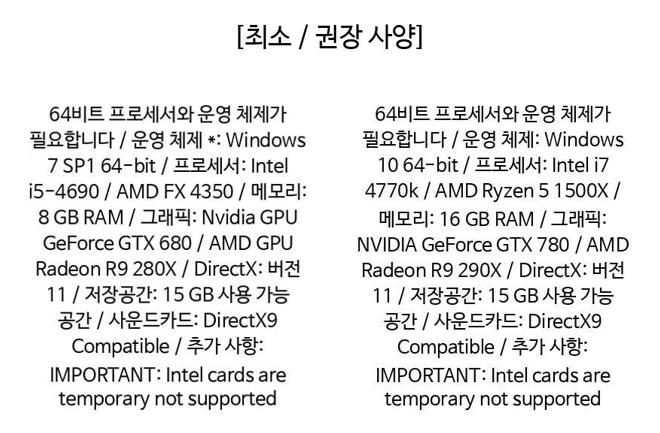 [최소 / 권장 사양]
64비트 프로세서와 운영 체제가
필요합니다 / 운영 체제 *: Windows
7 SP1 64-bit / 프로세서: Intel
i5-4690 / AMD FX 4350 / 메모리:
8 GB RAM / 그래픽: Nvidia GPU
GeForce GTX 680 / AMD GPU
Radeon R9 280X / DirectX: 버전
11 / 저장공간: 15 GB 사용 가능
공간 / 사운드카드: DirectX9
Compatible / 추가 사항:
IMPORTANT: Intel cards are
temporary not supported
64비트 프로세서와 운영 체제가
필요합니다 / 운영 체제: Windows
10 64-bit / 프로세서: Intel i7
4770k / AMD Ryzen 5 1500X /
메모리: 16 GB RAM / 그래픽:
NVIDIA GeForce GTX 780 / AMD
Radeon R9 290X / DirectX: 버전
11 / 저장공간: 15 GB 사용 가능
공간 / 사운드카드: DirectX9
Compatible / 추가 사항:
IMPORTANT: Intel cards are
temporary not supported